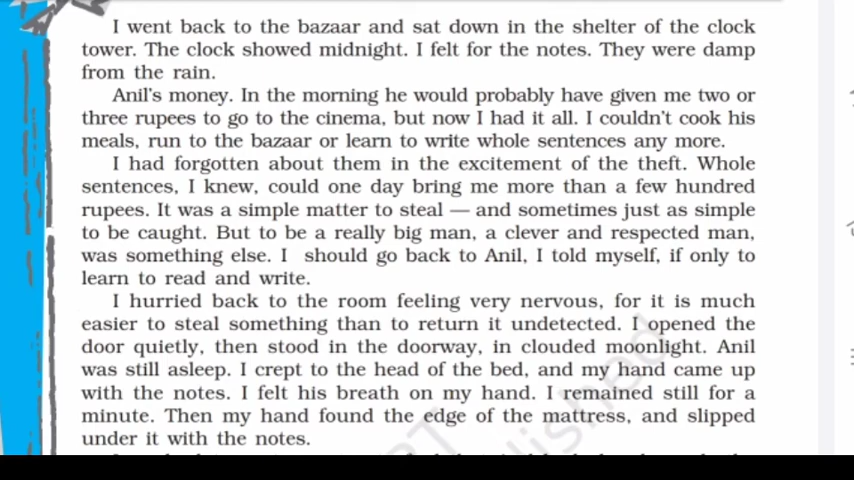 I went back to the bazaar and sat down in the shelter of the clock
tower. The clock showed midnight. I felt for the notes. They were damp
from the rain.
Anil's money. In the morning he would probably have given me two or
three rupees to go to the cinema, but now I had it all. I couldn't cook his
meals, run to the bazaar or learn to write whole sentences any more.
I had forgotten about them in the excitement of the theft. Whole
sentences, I knew, could one day bring me more than a few hundred
rupees. It was a simple matter to steal — and sometimes just as simple
to be caught. But to be a really big man, a clever and respected man,
was something else. I should go back to Anil, I told myself, if only to
learn to read and write.
I hurried back to the room feeling very nervous, for it is much
easier to steal something than to return it undetected. I opened the
door quietly, then stood in the doorway, in clouded moonlight. Anil
was still asleep. I crept to the head of the bed, and my hand came up
with the notes. I felt his breath on my hand. I remained still for a
minute. Then my hand found the edge of the mattress, and slipped
under it with the notes.